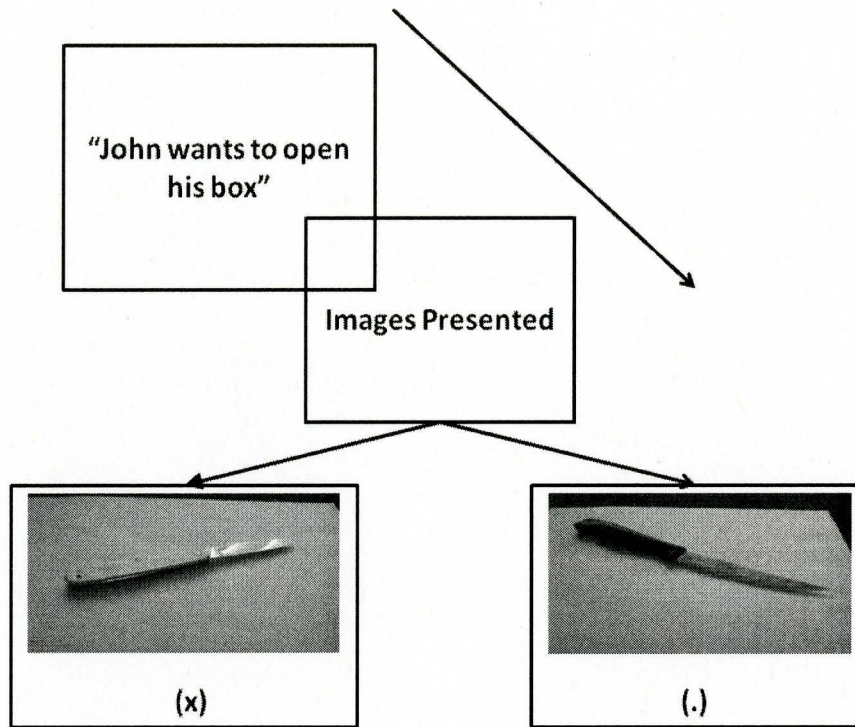 “John wants to open
his box”
Images Presented
(x)
(.)